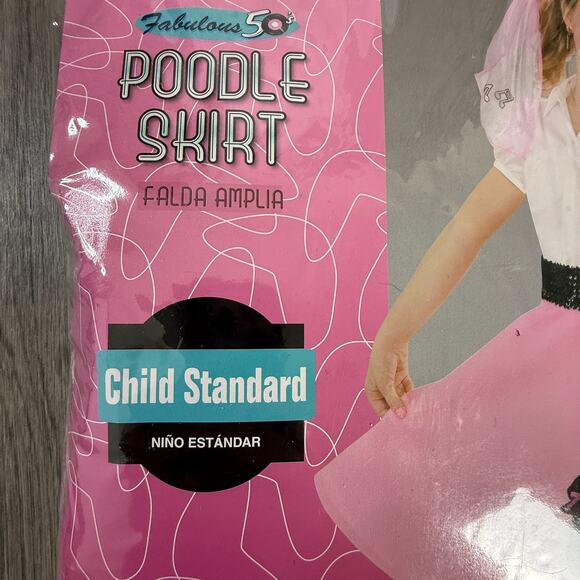 Fabulous 50's
POODLE
SKIRT
FALDA AMPLIA
Child Standard
NIÑO ESTÁNDAR